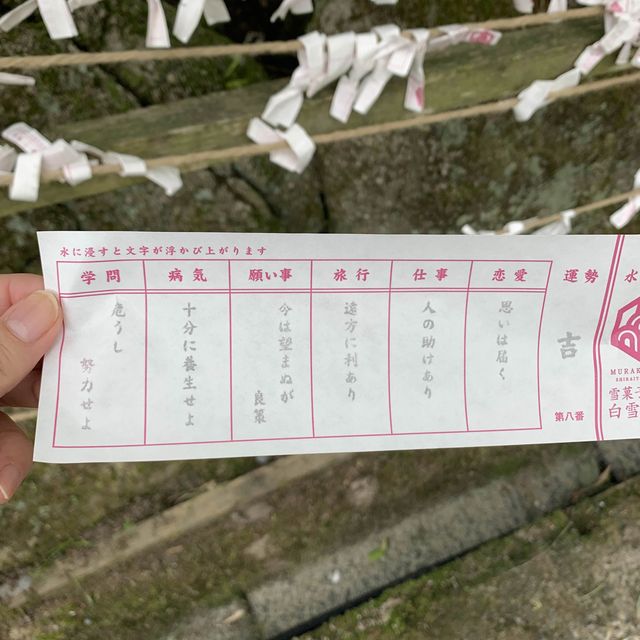 水に浸すと文字が浮かび上がります
水
運勢
吉
第八番
恋愛
思いは届く
仕事
人の助けあり
旅行
遠方に利あり
願い事
今は望まぬが
良策
病気
十分に養生せよ
学問
危うし
努力せよ
MURAK
SHIRAIT
雪菓子
白雪